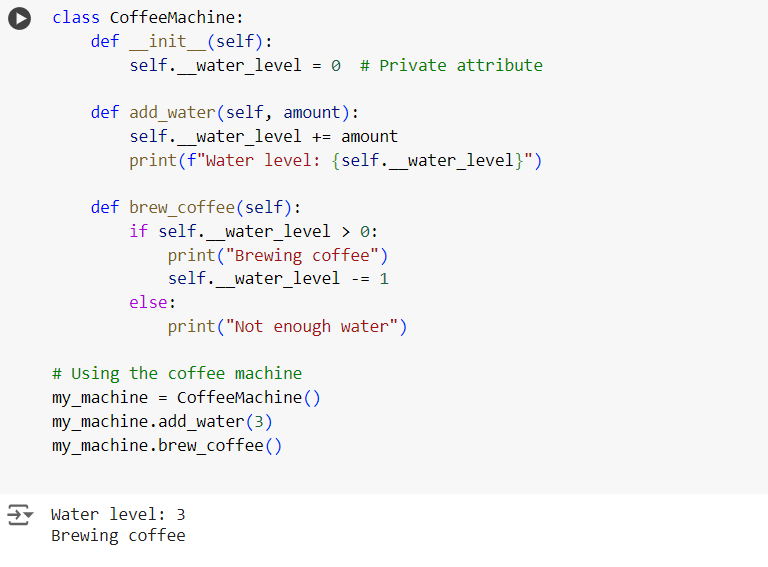 class CoffeeMachine:
    def __init__(self):
        self.__water_level = 0  # Private attribute

    def add_water(self, amount):
        self.__water_level += amount
        print(f"Water level: {self.__water_level}")

    def brew_coffee(self):
        if self.__water_level > 0:
            print("Brewing coffee")
            self.__water_level -= 1
        else:
            print("Not enough water")

# Using the coffee machine
my_machine = CoffeeMachine()
my_machine.add_water(3)
my_machine.brew_coffee()

Water level: 3
Brewing coffee